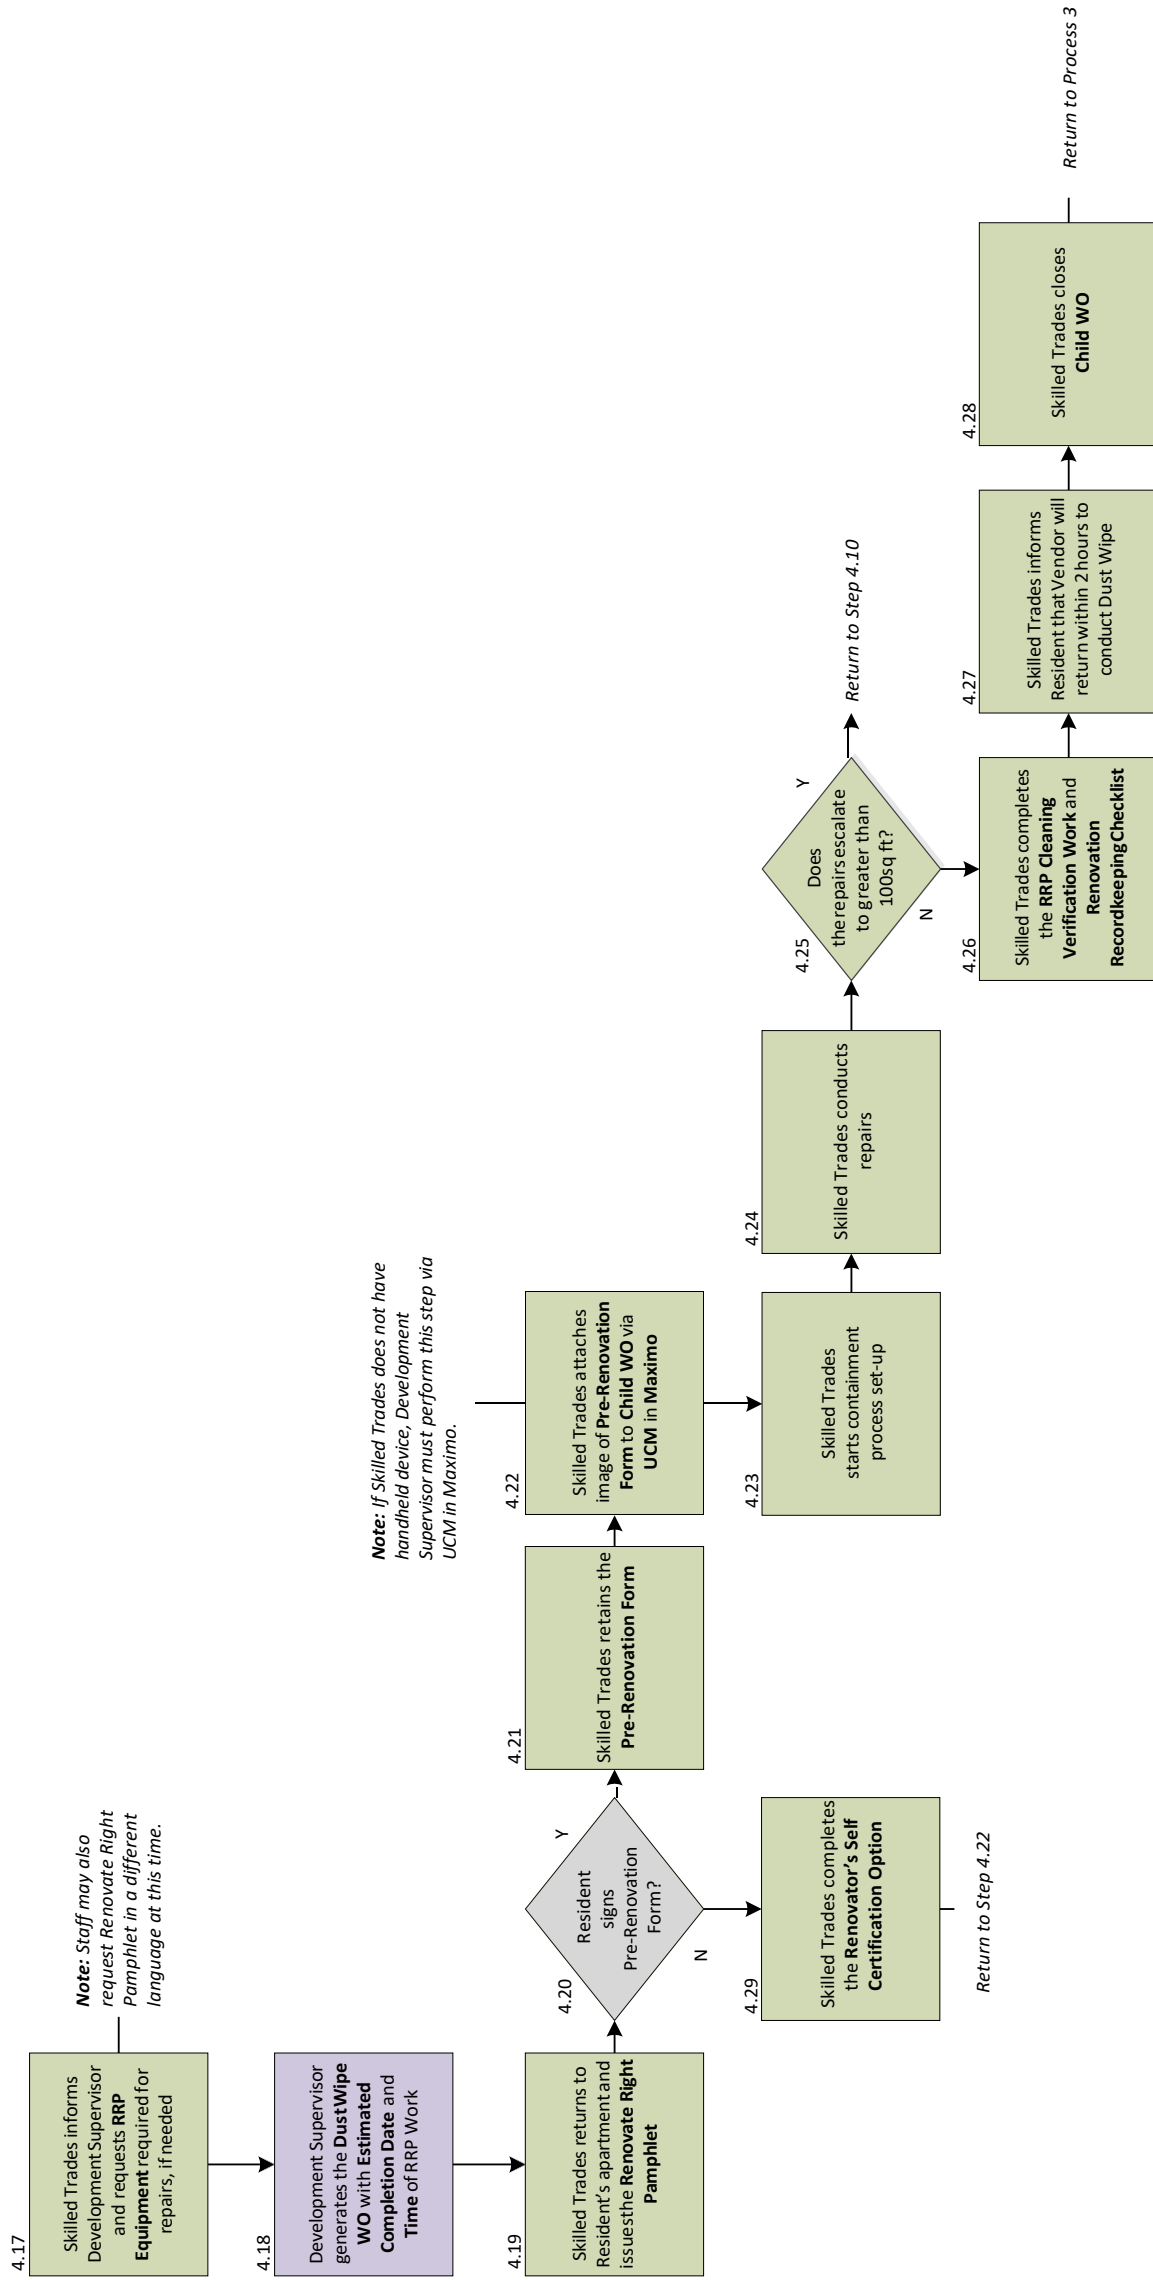 4.17
Skilled Trades informs
Development Supervisor
and requests RRP
Equipment required for
repairs, if needed
Note: Staff may also
request Renovate Right
Pamphlet in a different
language at this time.
4.18
Development Supervisor
generates the Dust Wipe
WO with Estimated
Completion Date and
Time of RRP Work
4.19
Skilled Trades returns to
Resident's apartment and
issues the Renovate Right
Pamphlet
4.20
Resident
signs
Pre-Renovation
Form?
Y
N
4.21
Skilled Trades retains the
Pre-Renovation Form
4.22
Skilled Trades attaches
image of Pre-Renovation
Form to Child WO via
UCM in Maximo
Note: If Skilled Trades does not have
handheld device, Development
Supervisor must perform this step via
UCM in Maximo.
4.29
Skilled Trades completes
the Renovator's Self
Certification Option
Return to Step 4.22
4.23
Skilled Trades
starts containment
process set-up
4.24
Skilled Trades conducts
repairs
4.25
Does
the repairs escalate
to greater than
100sq ft?
Y
N
Return to Step 4.10
4.26
Skilled Trades completes
the RRP Cleaning
Verification Work and
Renovation
Recordkeeping Checklist
4.27
Skilled Trades informs
Resident that Vendor will
return within 2 hours to
conduct Dust Wipe
4.28
Skilled Trades closes
Child WO
Return to Process 3